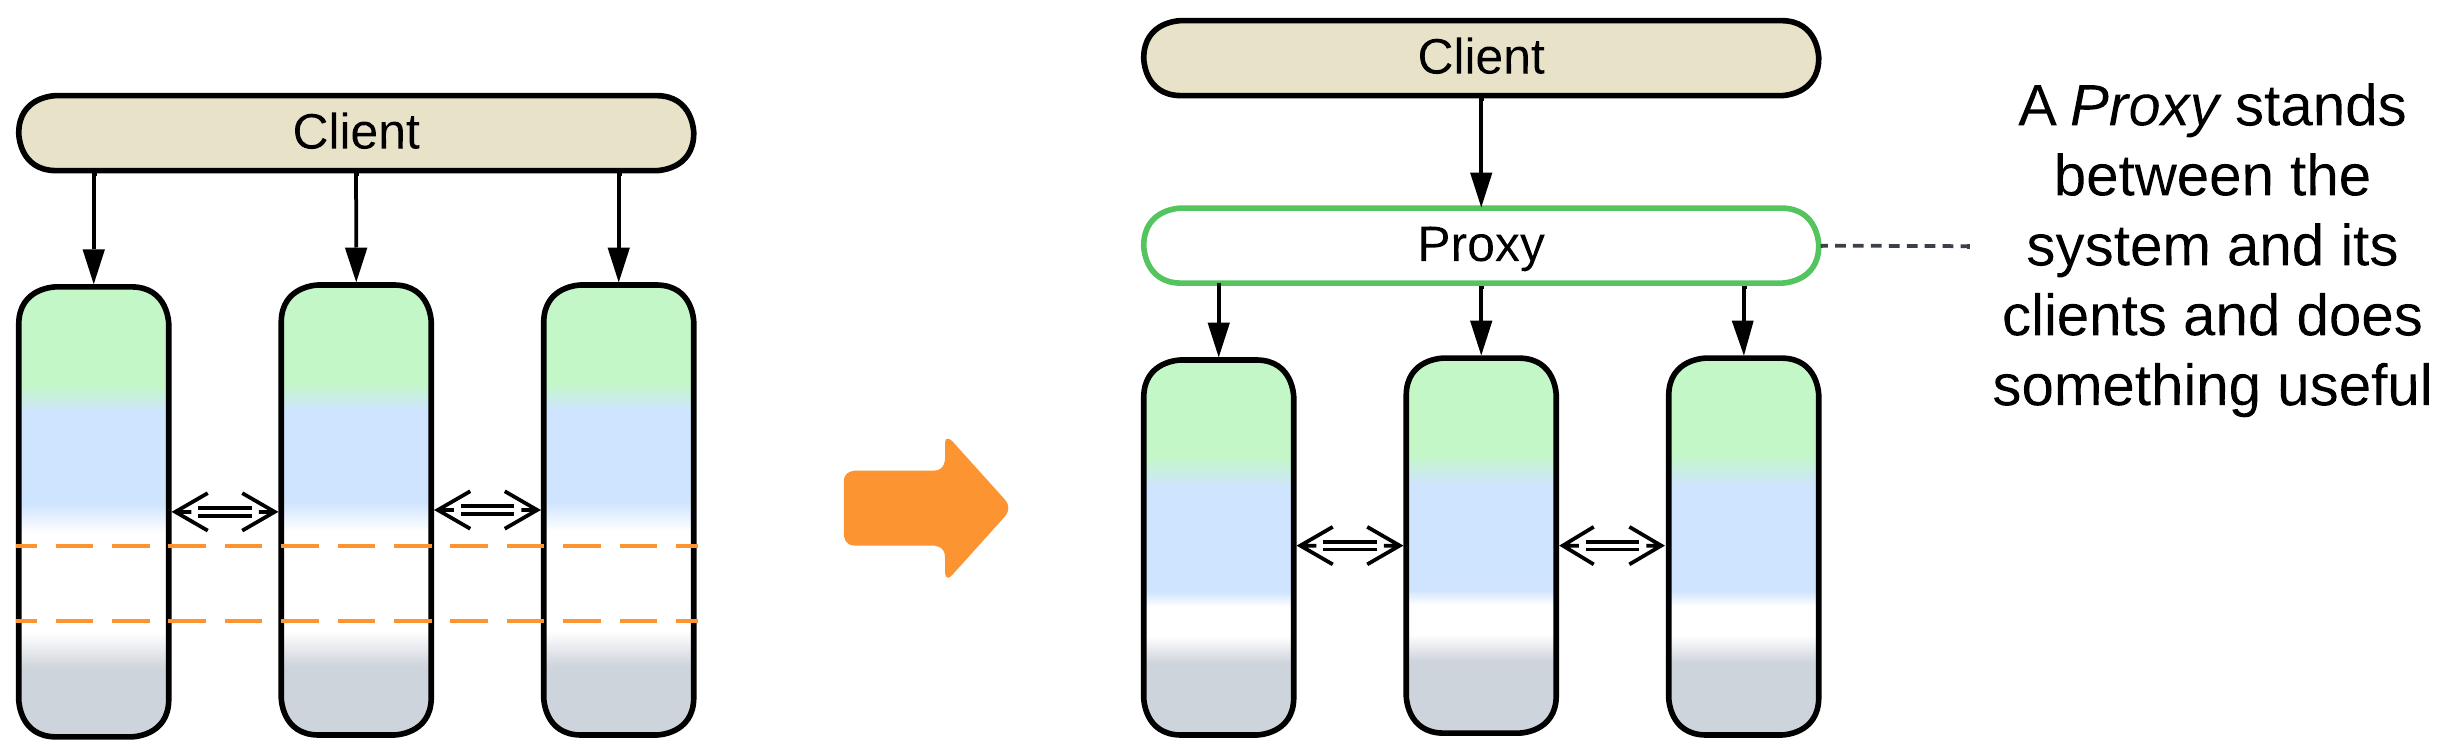 Client
Client
Proxy
A Proxy stands
between the
system and its
clients and does
something useful